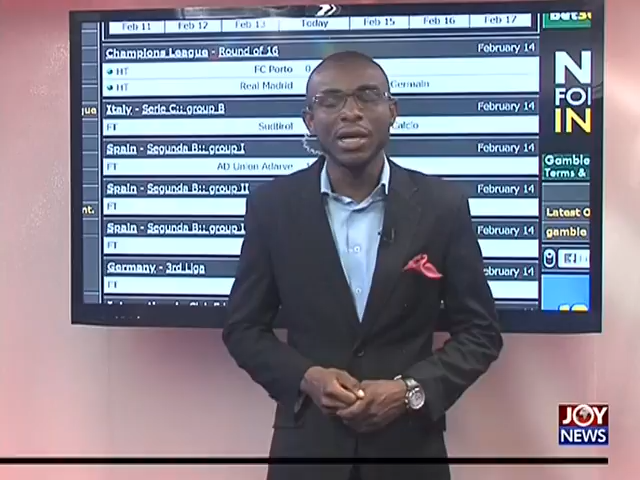 Feb 11 Feb 12 Feb 13 Today Feb 15 Feb 16 Feb 17
Champions League - Round of 16 February 14
HT FC Porto 0
HT Real Madrid Germain
Italy - Serie C:: group B February 14
FT Sudtirol Calcio
Spain - Segunda B:: group I February 14
FT AD Union Adarve
Spain - Segunda B:: group II February 14
FT
Spain - Segunda B:: group February 14
FT
Germany - 3rd Liga February 14
FT
N
FO
IN
Gamble
Terms &
Latest
gamble
JOY
NEWS